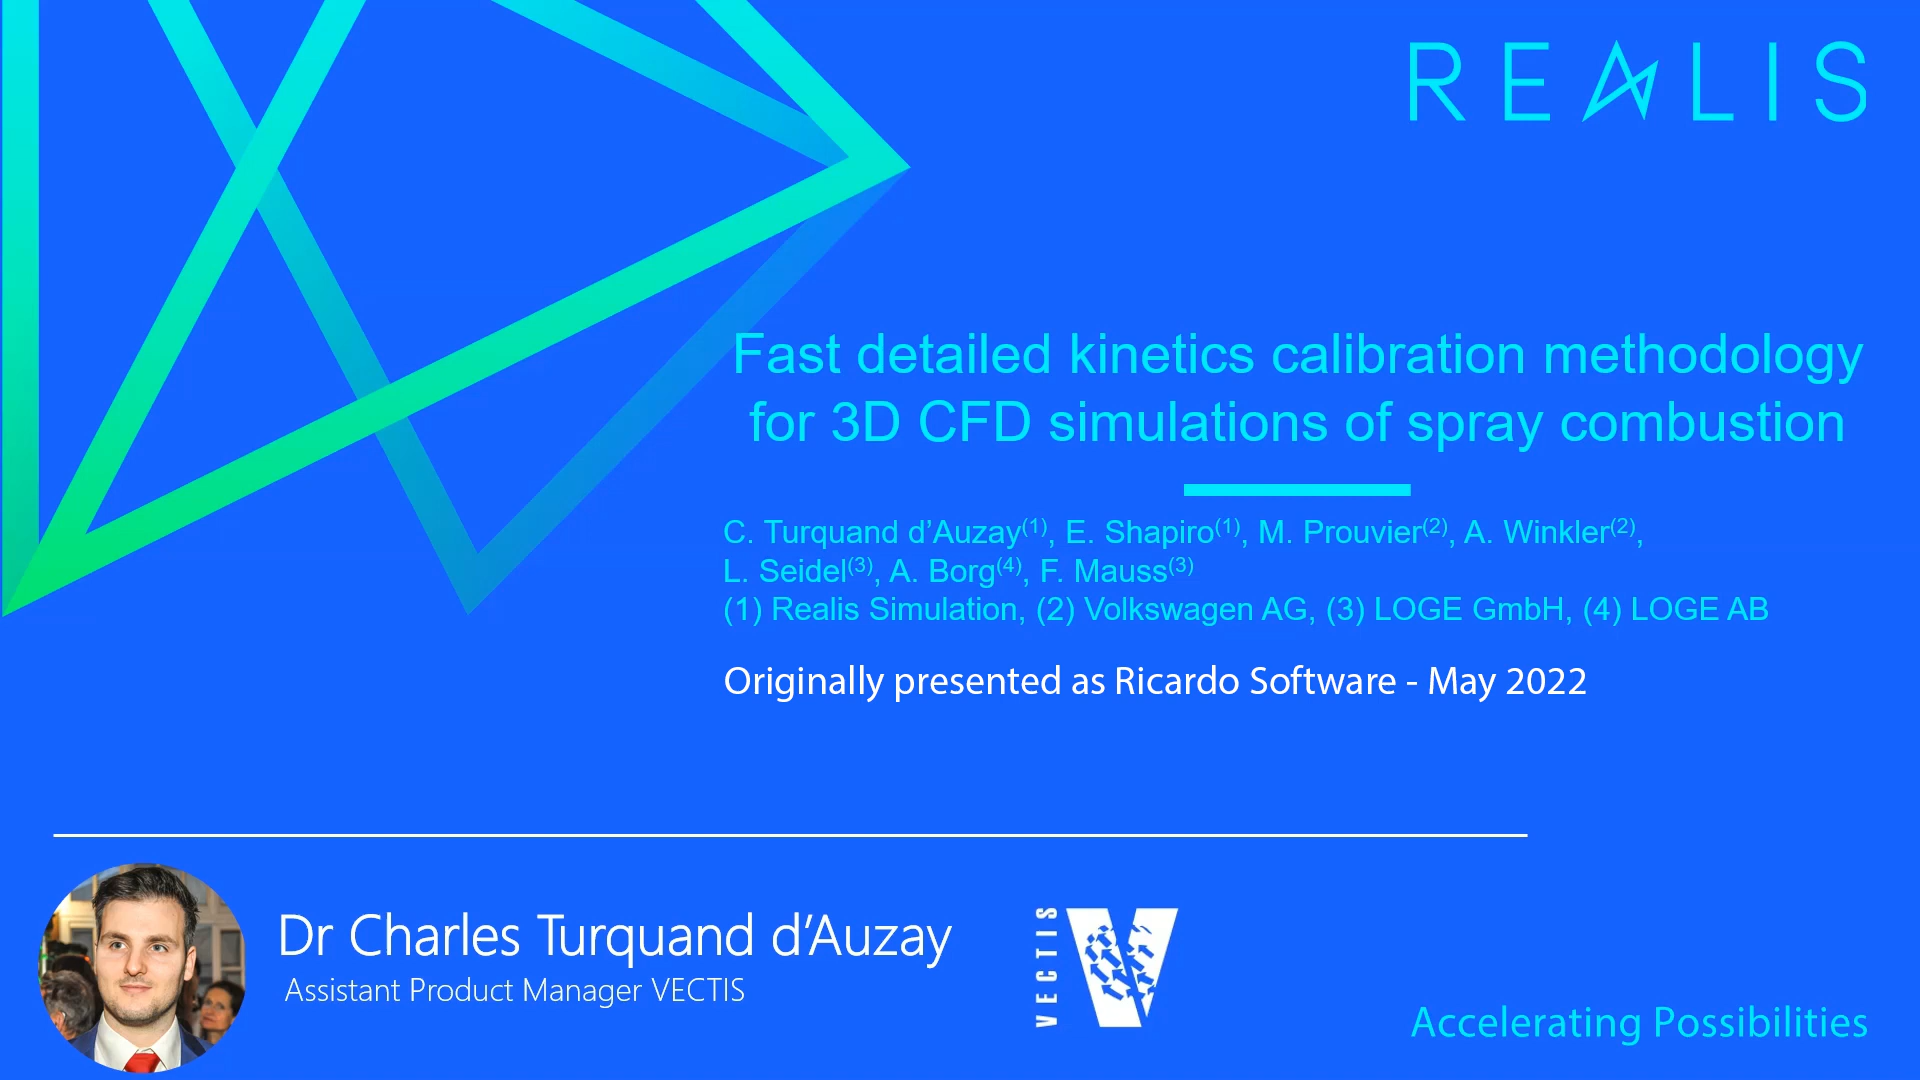 REALIS
Fast detailed kinetics calibration methodology
for 3D CFD simulations of spray combustion
C. Turquand d’Auzay(1), E. Shapiro(1), M. Prouvier(2), A. Winkler(2),
L. Seidel(3), A. Borg(4), F. Mauss(3)
(1) Realis Simulation, (2) Volkswagen AG, (3) LOGE GmbH, (4) LOGE AB
Originally presented as Ricardo Software - May 2022
Dr Charles Turquand d’Auzay
Assistant Product Manager VECTIS
VECTIS
Accelerating Possibilities